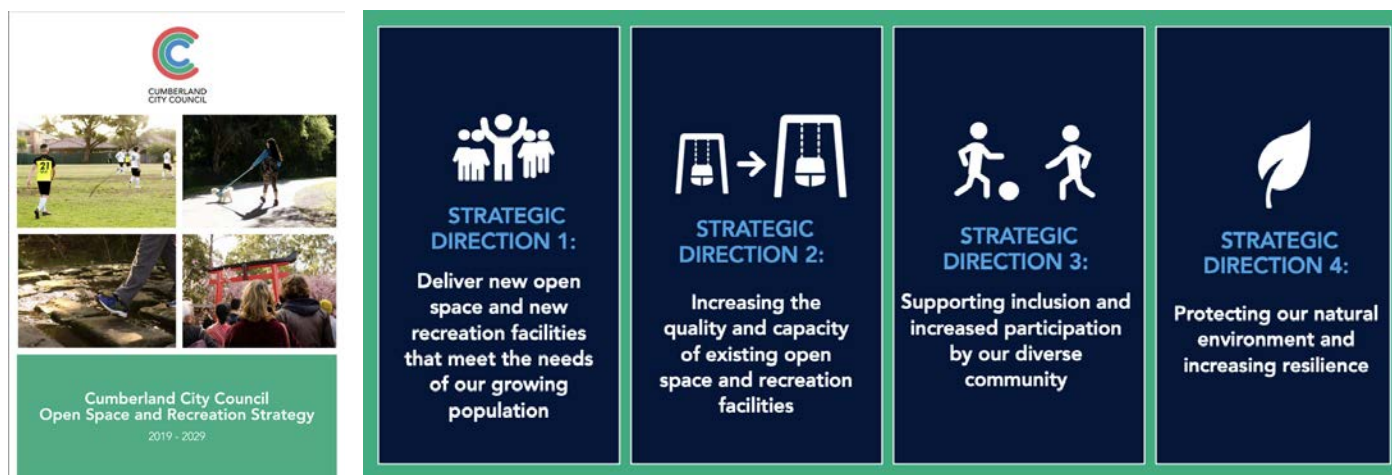 CUMBERLAND
CITY COUNCIL
21
Cumberland City Council
Open Space and Recreation Strategy
2019 - 2029
STRATEGIC
DIRECTION 1:
Deliver new open
space and new
recreation facilities
that meet the needs
of our growing
population
STRATEGIC
DIRECTION 2:
Increasing the
quality and capacity
of existing open
space and recreation
facilities
STRATEGIC
DIRECTION 3:
Supporting inclusion and
increased participation
by our diverse
community
STRATEGIC
DIRECTION 4:
Protecting our natural
environment and
increasing resilience